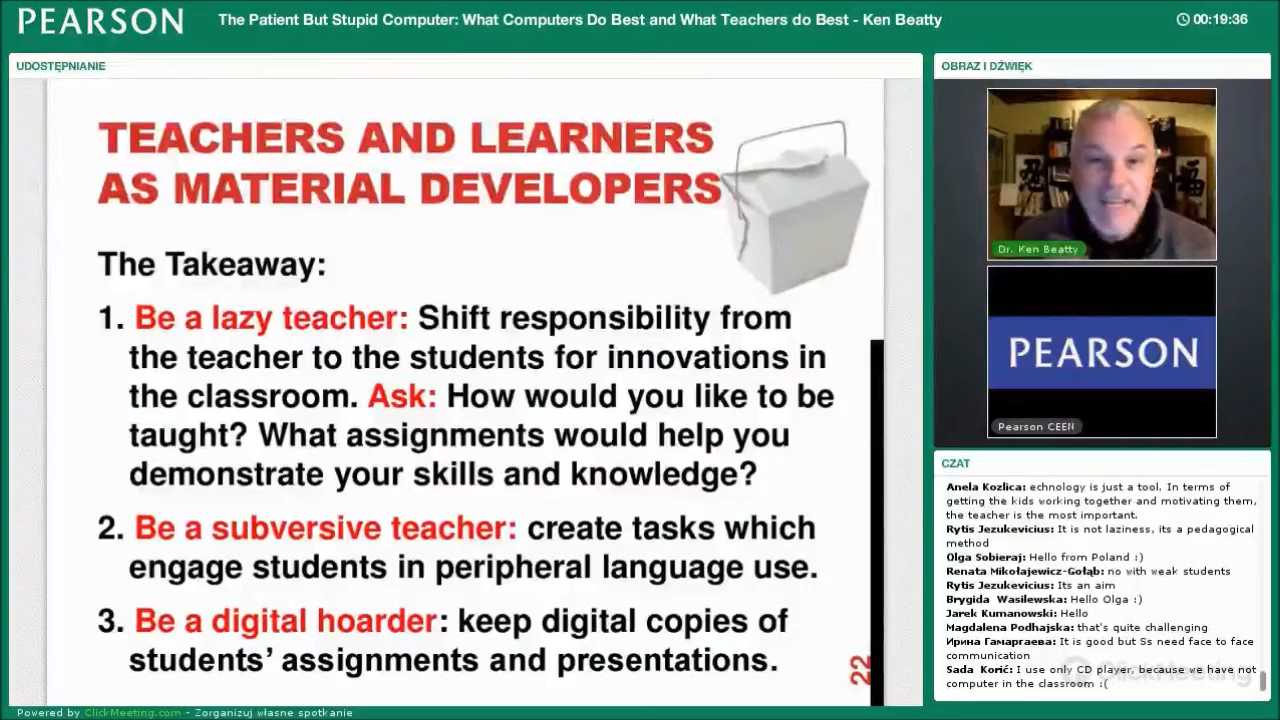 PEARSON
The Patient But Stupid Computer: What Computers Do Best and What Teachers do Best - Ken Beatty
00:19:36
UDOSTĘPNIANIE
TEACHERS AND LEARNERS
AS MATERIAL DEVELOPERS
The Takeaway:
1. Be a lazy teacher: Shift responsibility from
the teacher to the students for innovations in
the classroom. Ask: How would you like to be
taught? What assignments would help you
demonstrate your skills and knowledge?
2. Be a subversive teacher: create tasks which
engage students in peripheral language use.
3. Be a digital hoarder: keep digital copies of
students' assignments and presentations.
22
OBRAZ I DŹWIĘK
Dr. Ken Beatty
PEARSON
Pearson CEEN
CZAT
Anela Kozlica: echnology is just a tool. In terms of
getting the kids working together and motivating them,
the teacher is the most important.
Rytis Jezukevicius: It is not laziness, its a pedagogical
method
Olga Sobieraj: Hello from Poland :)
Renata Mikołajewicz-Gołąb: no with weak students
Rytis Jezukevicius: Its an aim
Brygida Wasilewska: Hello Olga :)
Jarek Kumanowski: Hello
Magdalena Podhajska: that's quite challenging
Ирина Гамаргаева: It is good but Ss need face to face
communication
Sada Korić: I use only CD player, because we have not
computer in the classroom :(
ClickMeeting
Powered by ClickMeeting.com - Zorganizuj własne spotkanie